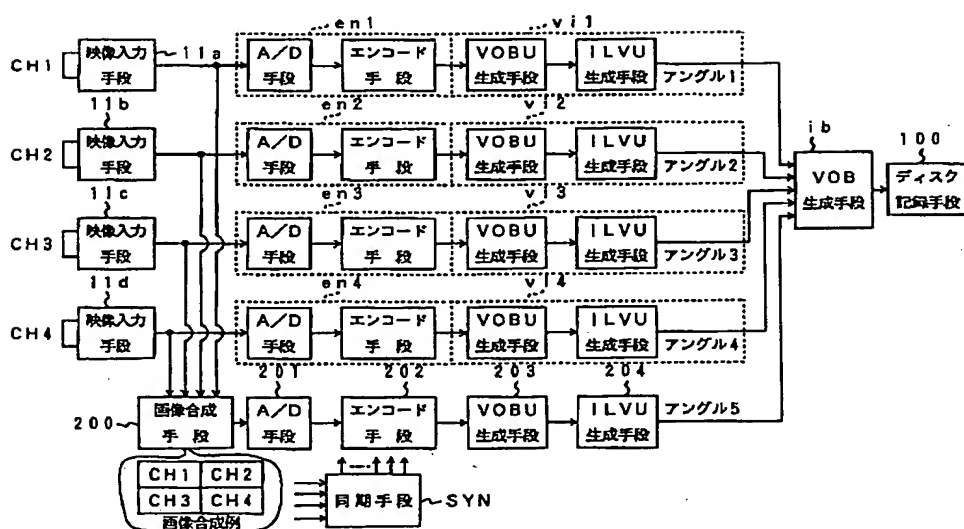 en1
vi1
CH1
映像入力
手段
11a
A/D
手段
エンコード
手段
VOBU
生成手段
ILVU
生成手段
アングル1
11b
en2
vi2
CH2
映像入力
手段
A/D
手段
エンコード
手段
VOBU
生成手段
ILVU
生成手段
アングル2
ib
VOB
生成手段
100
ディスク
記録手段
11c
en3
vi3
CH3
映像入力
手段
A/D
手段
エンコード
手段
VOBU
生成手段
ILVU
生成手段
アングル3
11d
en4
vi4
CH4
映像入力
手段
A/D
手段
エンコード
手段
VOBU
生成手段
ILVU
生成手段
アングル4
201
202
203
204
200
画像合成
手段
A/D
手段
エンコード
手段
VOBU
生成手段
ILVU
生成手段
アングル5
CH1
CH2
CH3
CH4
画像合成例
同期手段
SYN